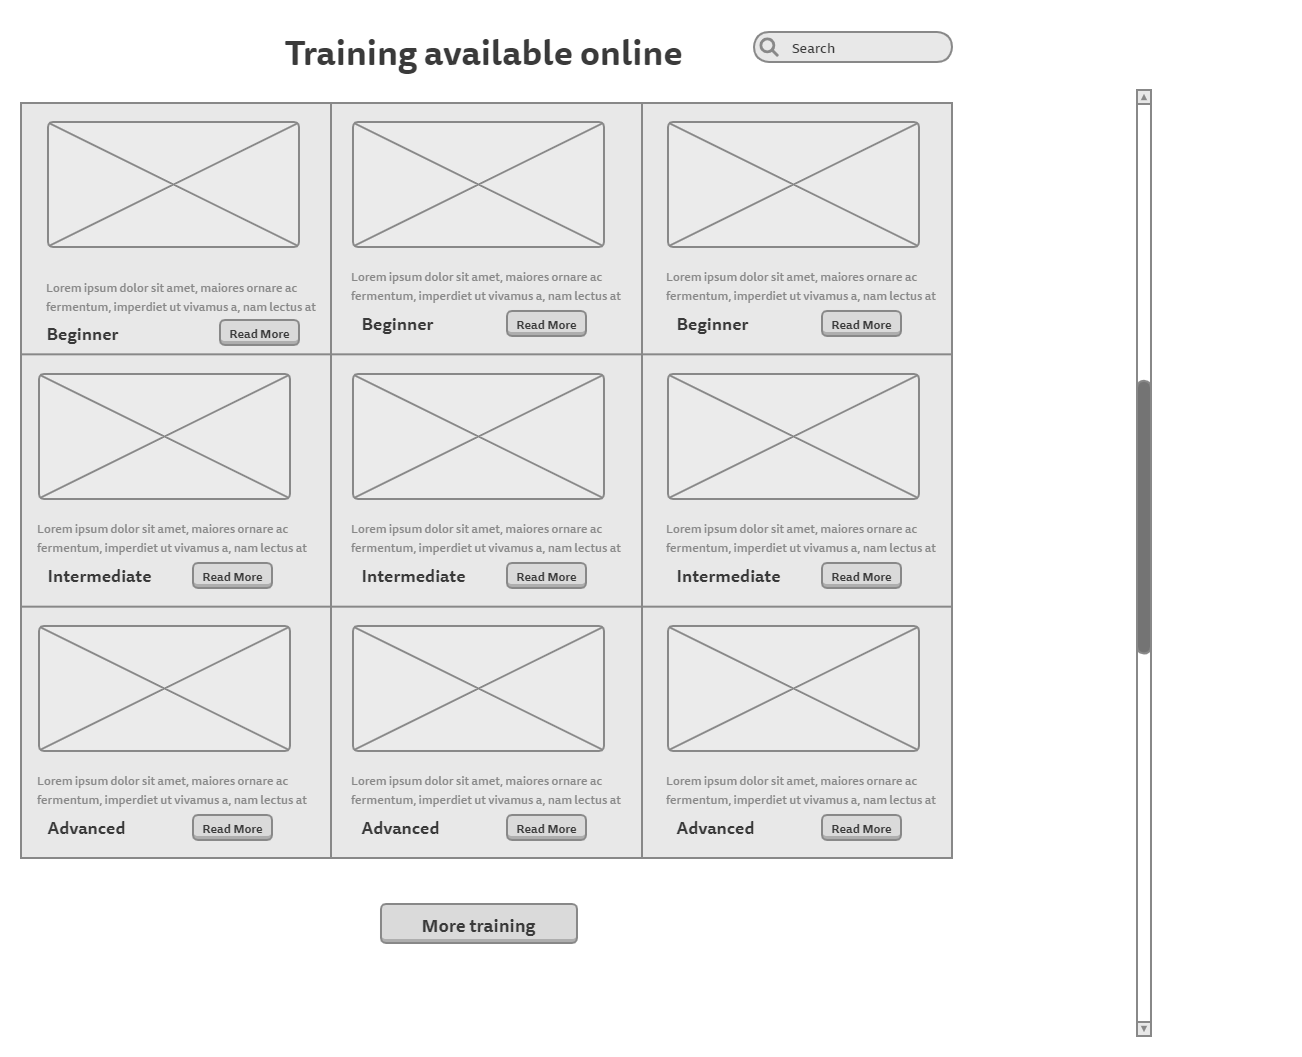 Training available online
Search
Lorem ipsum dolor sit amet, maiores ornare ac
fermentum, imperdiet ut vivamus a, nam lectus at
Beginner
Read More
Lorem ipsum dolor sit amet, maiores ornare ac
fermentum, imperdiet ut vivamus a, nam lectus at
Beginner
Read More
Lorem ipsum dolor sit amet, maiores ornare ac
fermentum, imperdiet ut vivamus a, nam lectus at
Beginner
Read More
Lorem ipsum dolor sit amet, maiores ornare ac
fermentum, imperdiet ut vivamus a, nam lectus at
Intermediate
Read More
Lorem ipsum dolor sit amet, maiores ornare ac
fermentum, imperdiet ut vivamus a, nam lectus at
Intermediate
Read More
Lorem ipsum dolor sit amet, maiores ornare ac
fermentum, imperdiet ut vivamus a, nam lectus at
Intermediate
Read More
Lorem ipsum dolor sit amet, maiores ornare ac
fermentum, imperdiet ut vivamus a, nam lectus at
Advanced
Read More
Lorem ipsum dolor sit amet, maiores ornare ac
fermentum, imperdiet ut vivamus a, nam lectus at
Advanced
Read More
Lorem ipsum dolor sit amet, maiores ornare ac
fermentum, imperdiet ut vivamus a, nam lectus at
Advanced
Read More
More training